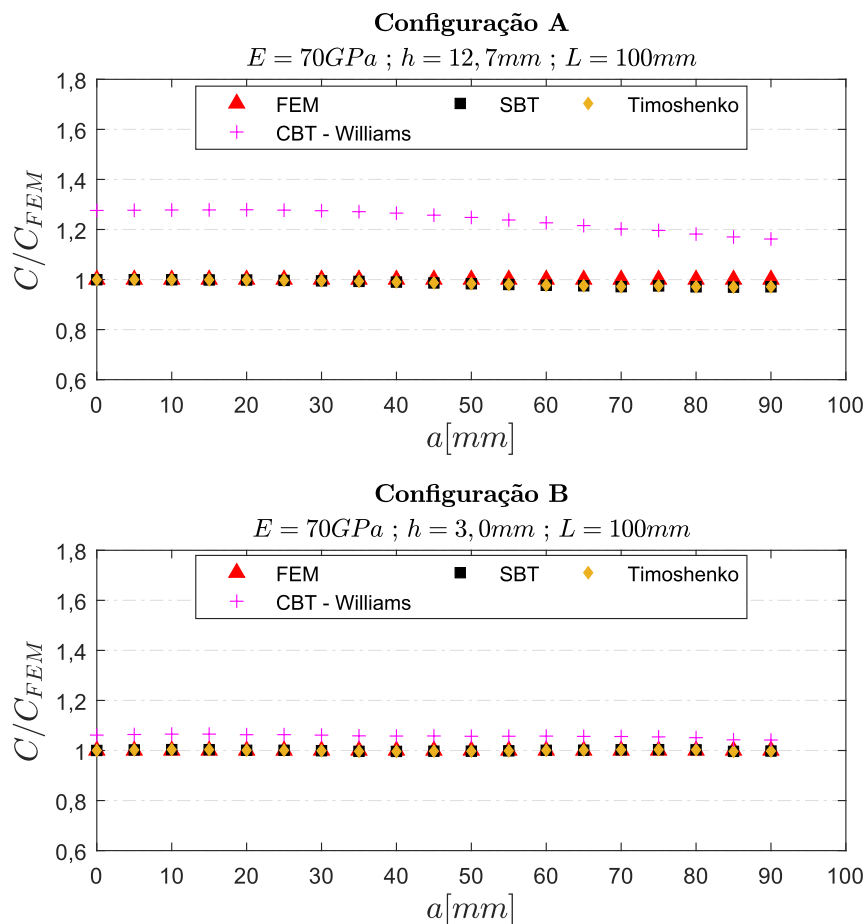 Configuração A
E = 70GPa ; h = 12, 7mm ; L = 100mm
1,8
1,6
1,4
1,2
1
0,8
0,6
C/C_FEM
FEM SBT Timoshenko
CBT - Williams
0 10 20 30 40 50 60 70 80 90 100
a[mm]
Configuração B
E = 70GPa ; h = 3, 0mm ; L = 100mm
1,8
1,6
1,4
1,2
1
0,8
0,6
C/C_FEM
FEM SBT Timoshenko
CBT - Williams
0 10 20 30 40 50 60 70 80 90 100
a[mm]